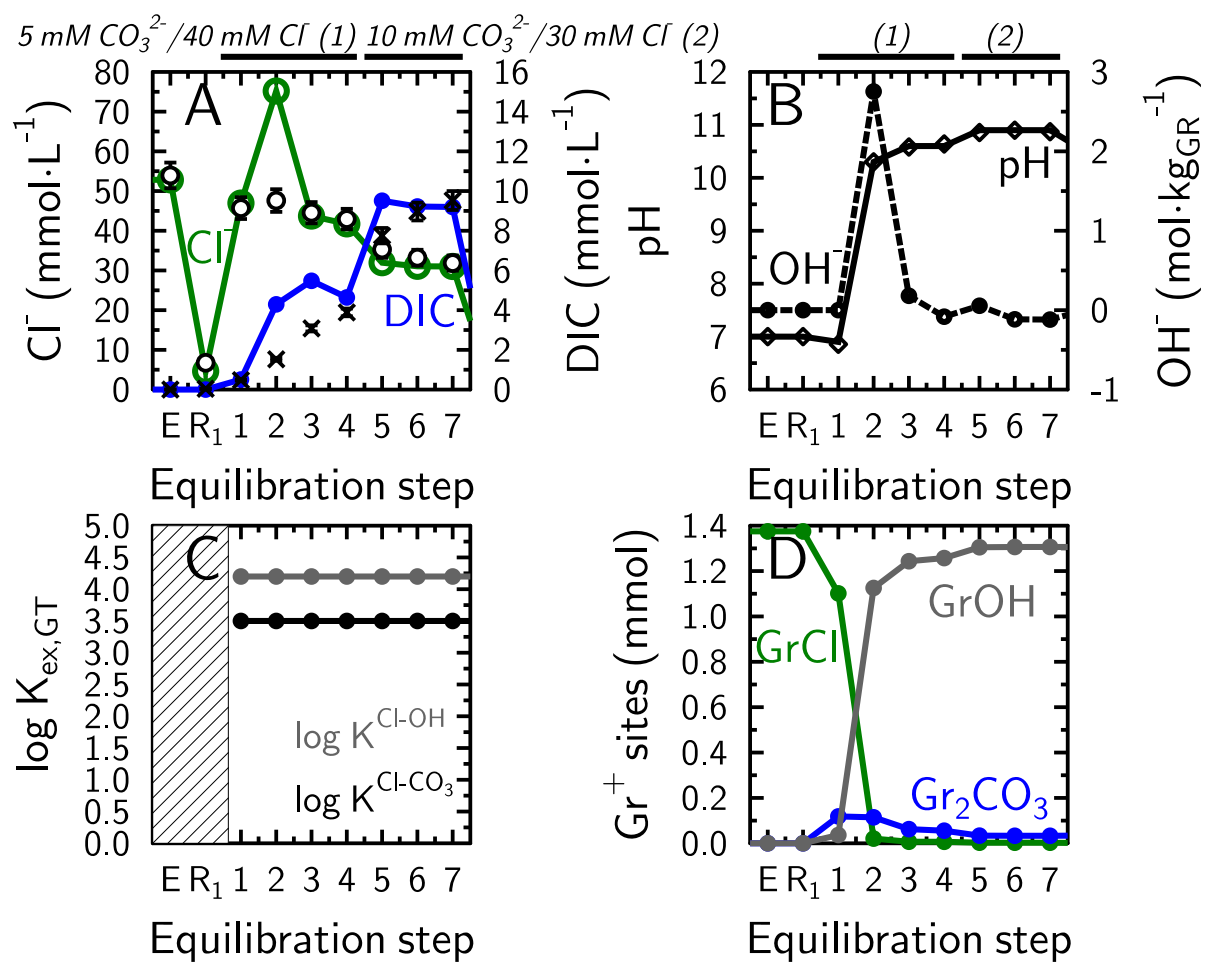 5 mM CO₃²⁻/40 mM Cl⁻ (1) 10 mM CO₃²⁻/30 mM Cl⁻ (2)
(1) (2)
A
Cl⁻ (mmol·L⁻¹)
80
70
60
50
40
30
20
10
0
Cl⁻
DIC
16
14
12
10
8
6
4
2
0
DIC (mmol·L⁻¹)
E R₁ 1 2 3 4 5 6 7
Equilibration step
B
pH
12
11
10
9
8
7
6
pH
OH⁻
3
2
1
0
-1
OH⁻ (mol·kg_GR⁻¹)
E R₁ 1 2 3 4 5 6 7
Equilibration step
C
log K_ex,GT
5.0
4.5
4.0
3.5
3.0
2.5
2.0
1.5
1.0
0.5
0.0
log K^Cl-OH
log K^Cl-CO₃
E R₁ 1 2 3 4 5 6 7
Equilibration step
D
Gr⁺ sites (mmol)
1.4
1.2
1.0
0.8
0.6
0.4
0.2
0.0
GrOH
GrCl
Gr₂CO₃
E R₁ 1 2 3 4 5 6 7
Equilibration step